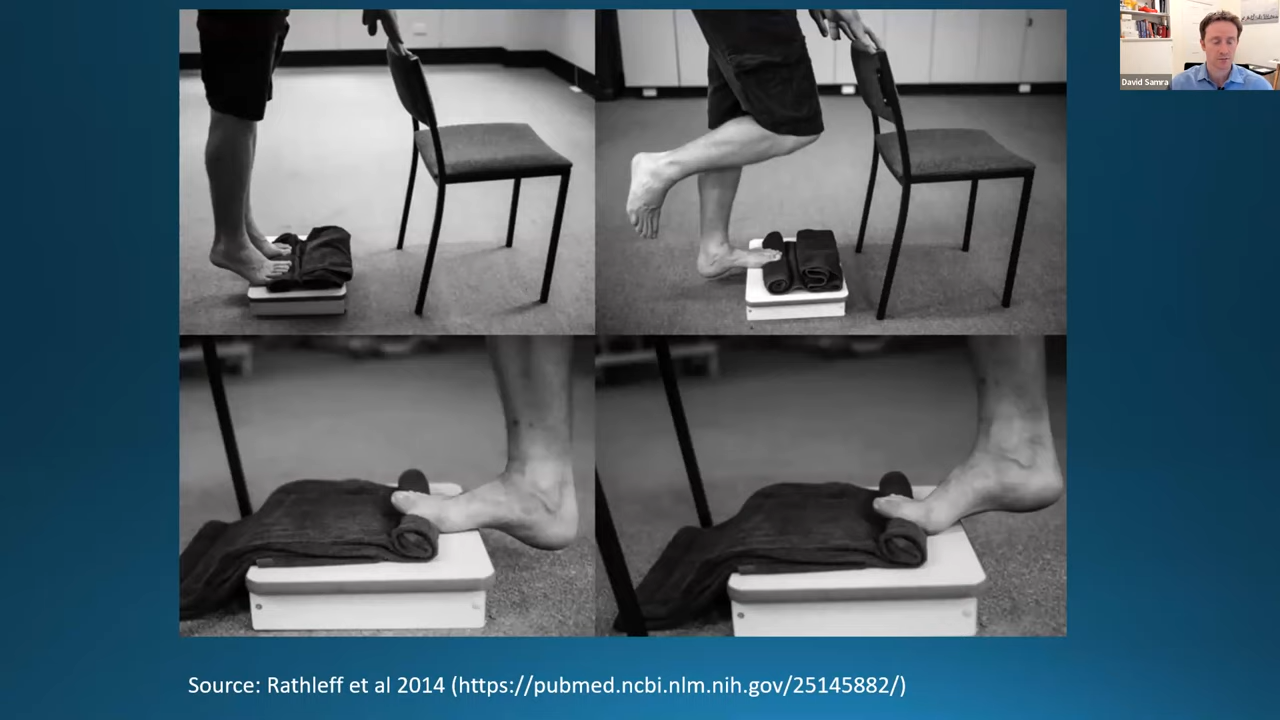 David Samra
Source: Rathleff et al 2014 (https://pubmed.ncbi.nlm.nih.gov/25145882/)